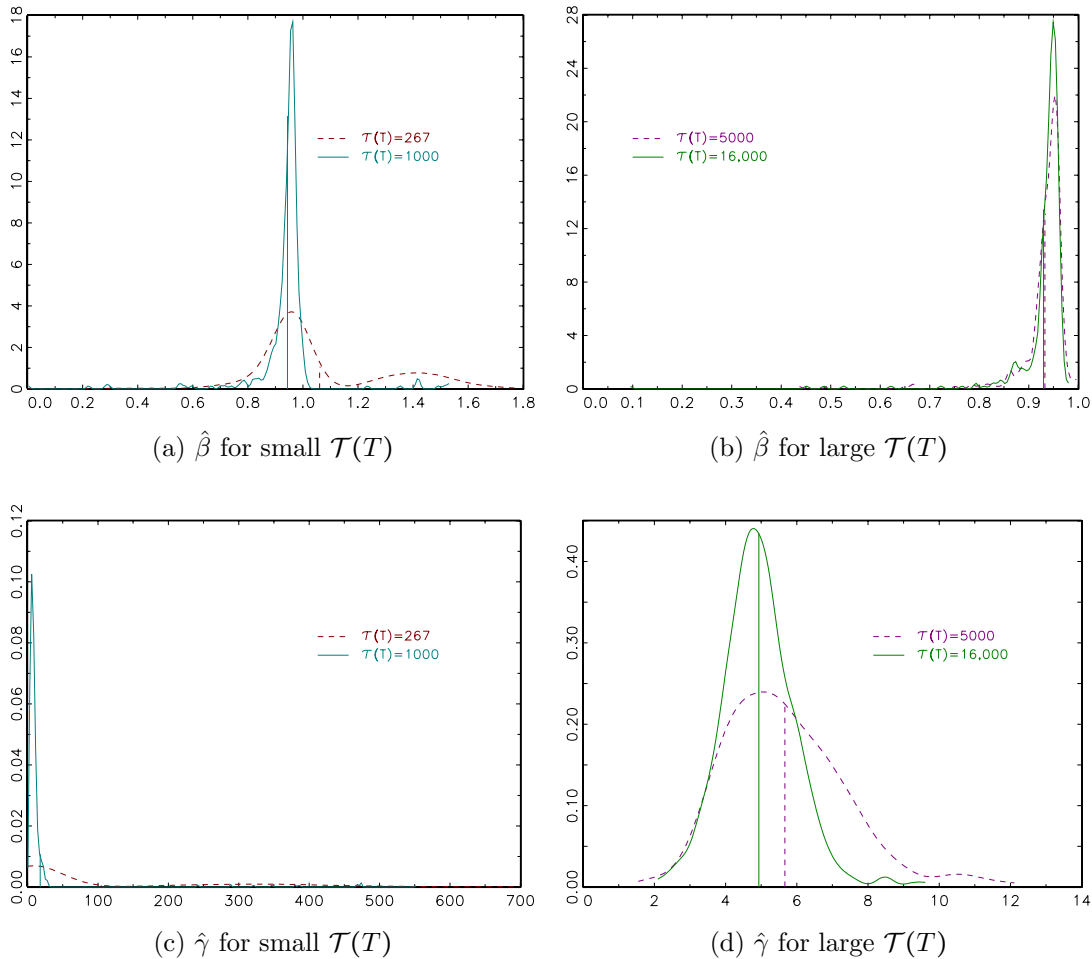 18
16
14
12
10
8
6
4
2
0
0.0 0.2 0.4 0.6 0.8 1.0 1.2 1.4 1.6 1.8
𝒯(T)=267
𝒯(T)=1000
(a) β̂ for small 𝒯(T)
28
24
20
16
12
8
4
0
0.0 0.1 0.2 0.3 0.4 0.5 0.6 0.7 0.8 0.9 1.0
𝒯(T)=5000
𝒯(T)=16,000
(b) β̂ for large 𝒯(T)
0.12
0.10
0.08
0.06
0.04
0.02
0.00
0 100 200 300 400 500 600 700
𝒯(T)=267
𝒯(T)=1000
(c) γ̂ for small 𝒯(T)
0.40
0.30
0.20
0.10
0.00
0 2 4 6 8 10 12 14
𝒯(T)=5000
𝒯(T)=16,000
(d) γ̂ for large 𝒯(T)